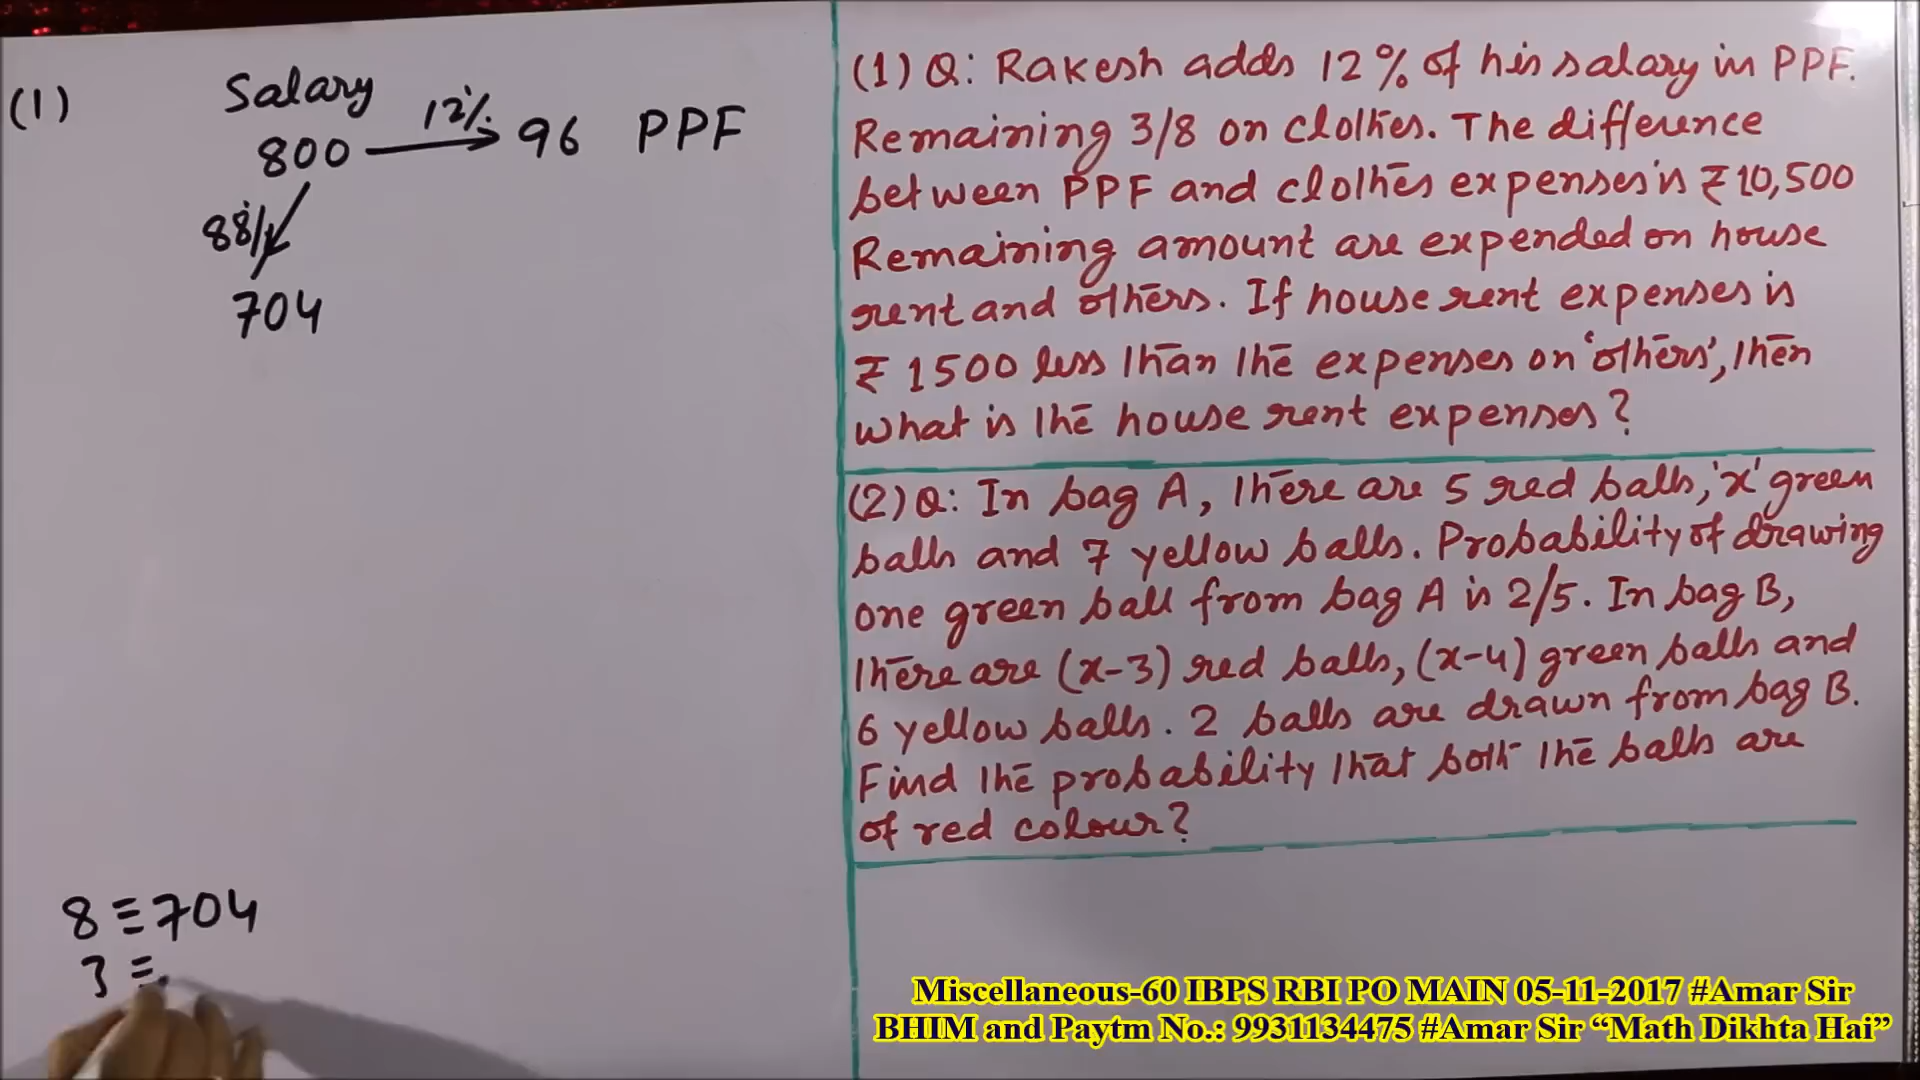 (1)
Salary
800 12% 96 PPF
88%
704
8 ≡ 704
3 ≡
(1) Q: Rakesh adds 12% of his salary in PPF.
Remaining 3/8 on clothes. The difference
between PPF and clothes expenses is ₹10,500
Remaining amount are expended on house
rent and others. If house rent expenses is
₹ 1500 less than the expenses on 'others', then
what is the house rent expenses?
(2) Q: In bag A, there are 5 red balls, 'x' green
balls and 7 yellow balls. Probability of drawing
one green ball from bag A is 2/5. In bag B,
there are (x-3) red balls, (x-4) green balls and
6 yellow balls. 2 balls are drawn from bag B.
Find the probability that both the balls are
of red colour?
Miscellaneous-60 IBPS RBI PO MAIN 05-11-2017 #Amar Sir
BHIM and Paytm No.: 9931134475 #Amar Sir “Math Dikhta Hai”